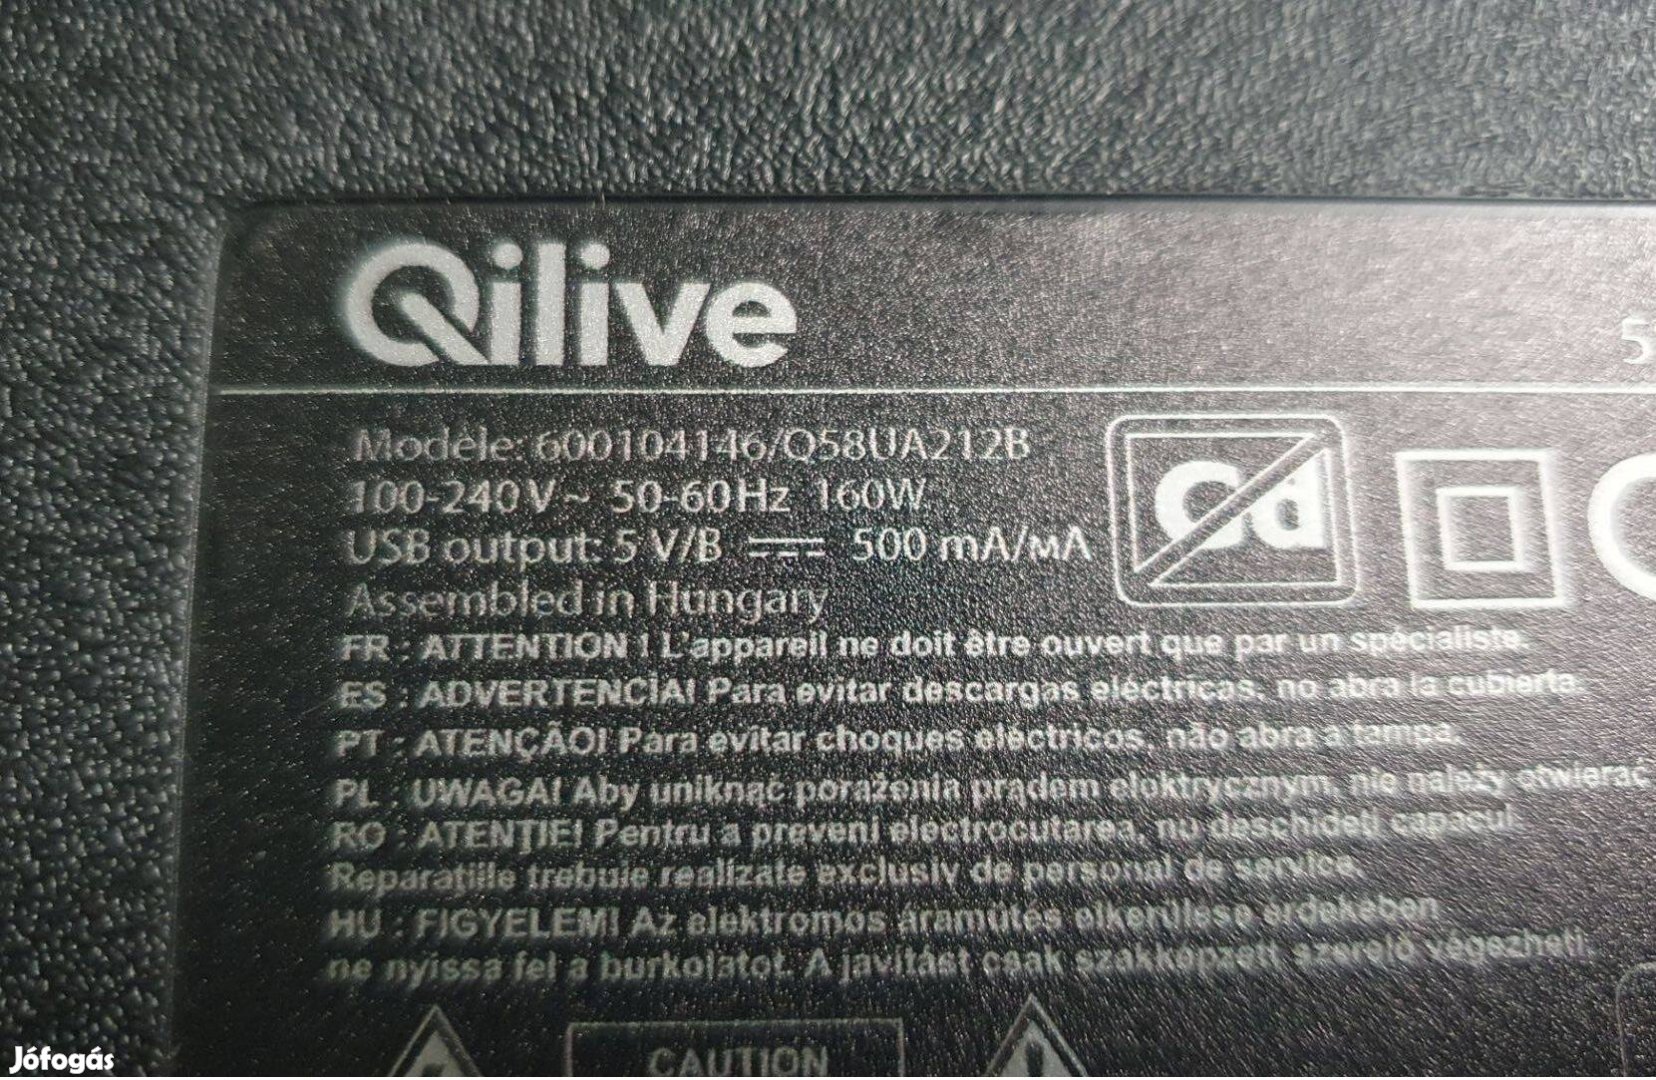 Qilive
5
Modèle: 600104146/Q58UA212B
100-240V~ 50-60Hz 160W
USB output: 5 V/B ⎓ 500 mA/мА
Cd
Assembled in Hungary
FR : ATTENTION ! L'appareil ne doit être ouvert que par un spécialiste.
ES : ADVERTENCIA! Para evitar descargas eléctricas, no abra la cubierta.
PT : ATENÇÃO! Para evitar choques eléctricos, não abra a tampa.
PL : UWAGA! Aby uniknąć porażenia prądem elektrycznym, nie należy otwierać
RO : ATENŢIE! Pentru a preveni electrocutarea, nu deschideti capacul.
Reparaţiile trebuie realizate exclusiv de personal de service.
HU : FIGYELEM! Az elektromos áramütés elkerülése érdekében
ne nyissa fel a burkolatot. A javítást csak szakképzett szerelő végezheti.
CAUTION
Jófogás